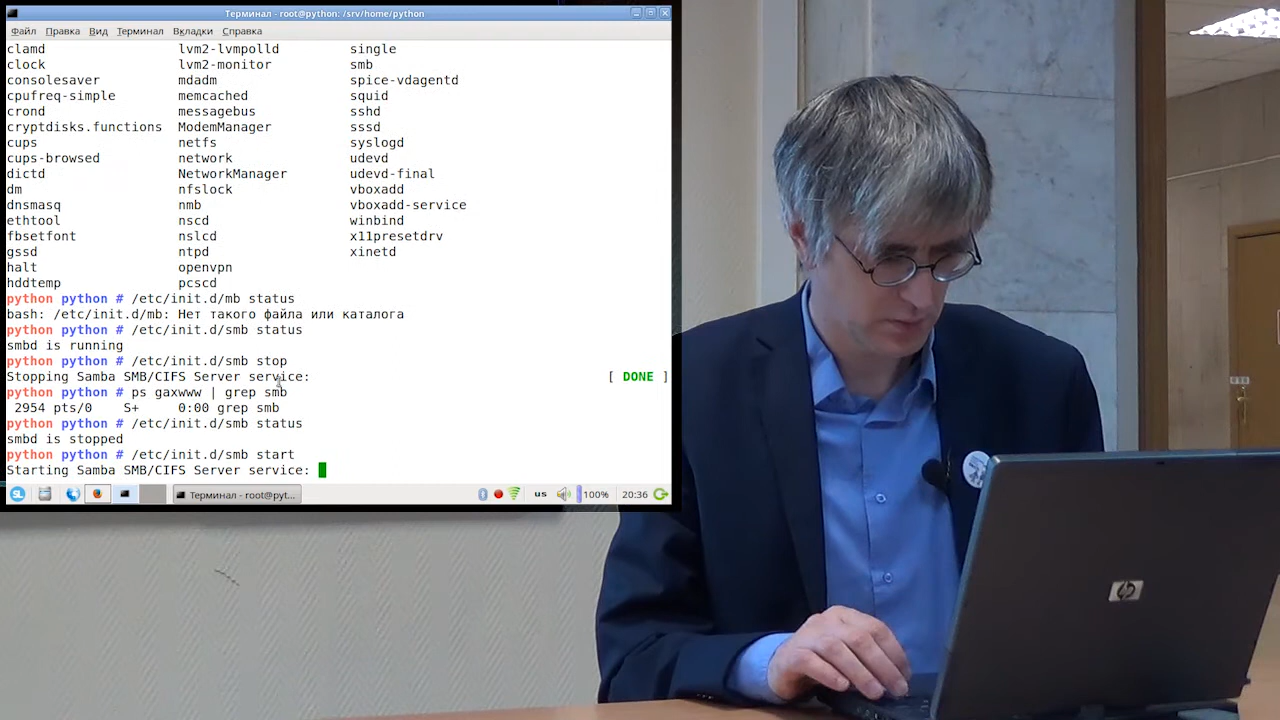 Терминал - root@python: /srv/home/python
Файл Правка Вид Терминал Вкладки Справка
clamd lvm2-lvmpolld single
clock lvm2-monitor smb
consolesaver mdadm spice-vdagentd
cpufreq-simple memcached squid
crond messagebus sshd
cryptdisks.functions ModemManager sssd
cups netfs syslogd
cups-browsed network udevd
dictd NetworkManager udevd-final
dm nfslock vboxadd
dnsmasq nmb vboxadd-service
ethtool nscd winbind
fbsetfont nslcd x11presetdrv
gssd ntpd xinetd
halt openvpn
hddtemp pcscd
python python # /etc/init.d/mb status
bash: /etc/init.d/mb: Нет такого файла или каталога
python python # /etc/init.d/smb status
smbd is running
python python # /etc/init.d/smb stop
Stopping Samba SMB/CIFS Server service: [ DONE ]
python python # ps gaxwww | grep smb
2954 pts/0 S+ 0:00 grep smb
python python # /etc/init.d/smb status
smbd is stopped
python python # /etc/init.d/smb start
Starting Samba SMB/CIFS Server service:
Терминал - root@pyt... us 100% 20:36
hp